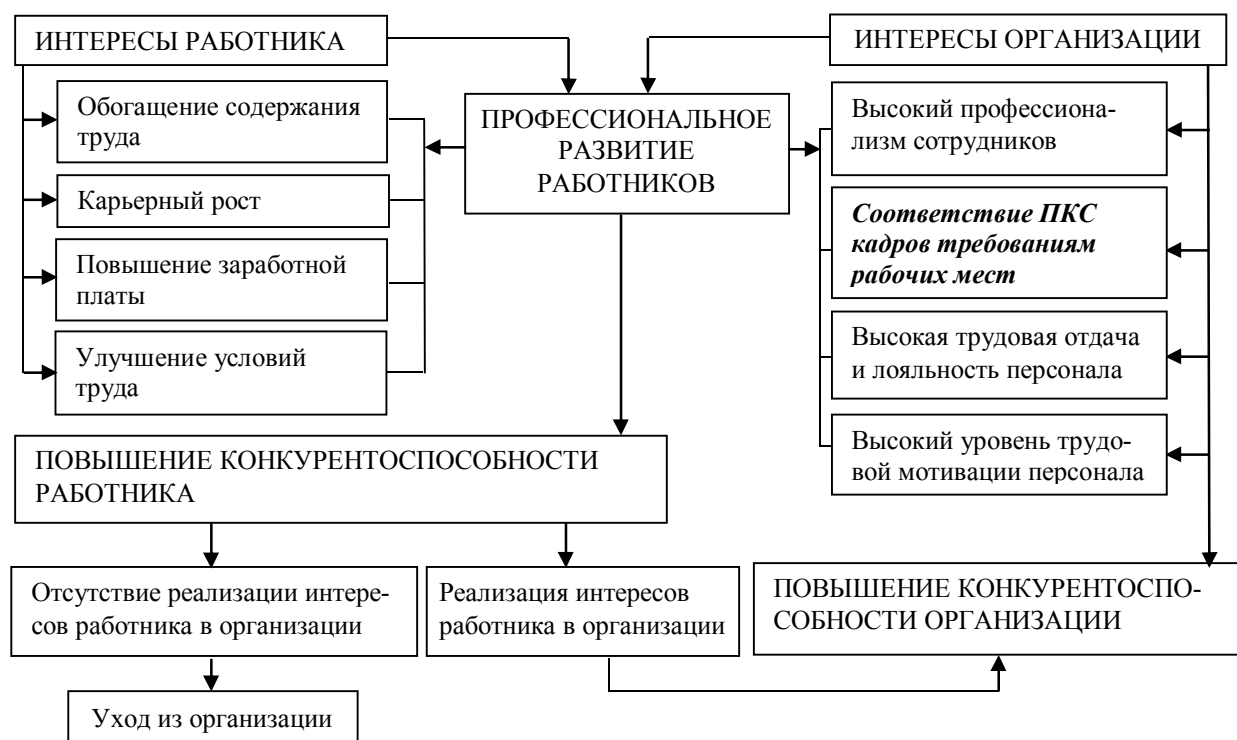 ИНТЕРЕСЫ РАБОТНИКА
ИНТЕРЕСЫ ОРГАНИЗАЦИИ
Обогащение содержания
труда
Карьерный рост
Повышение заработной
платы
Улучшение условий
труда
ПРОФЕССИОНАЛЬНОЕ
РАЗВИТИЕ
РАБОТНИКОВ
Высокий профессиона-
лизм сотрудников
Соответствие ПКС
кадров требованиям
рабочих мест
Высокая трудовая отдача
и лояльность персонала
Высокий уровень трудо-
вой мотивации персонала
ПОВЫШЕНИЕ КОНКУРЕНТОСПОСОБНОСТИ
РАБОТНИКА
Отсутствие реализации интере-
сов работника в организации
Реализация интересов
работника в организации
ПОВЫШЕНИЕ КОНКУРЕНТОСПО-
СОБНОСТИ ОРГАНИЗАЦИИ
Уход из организации